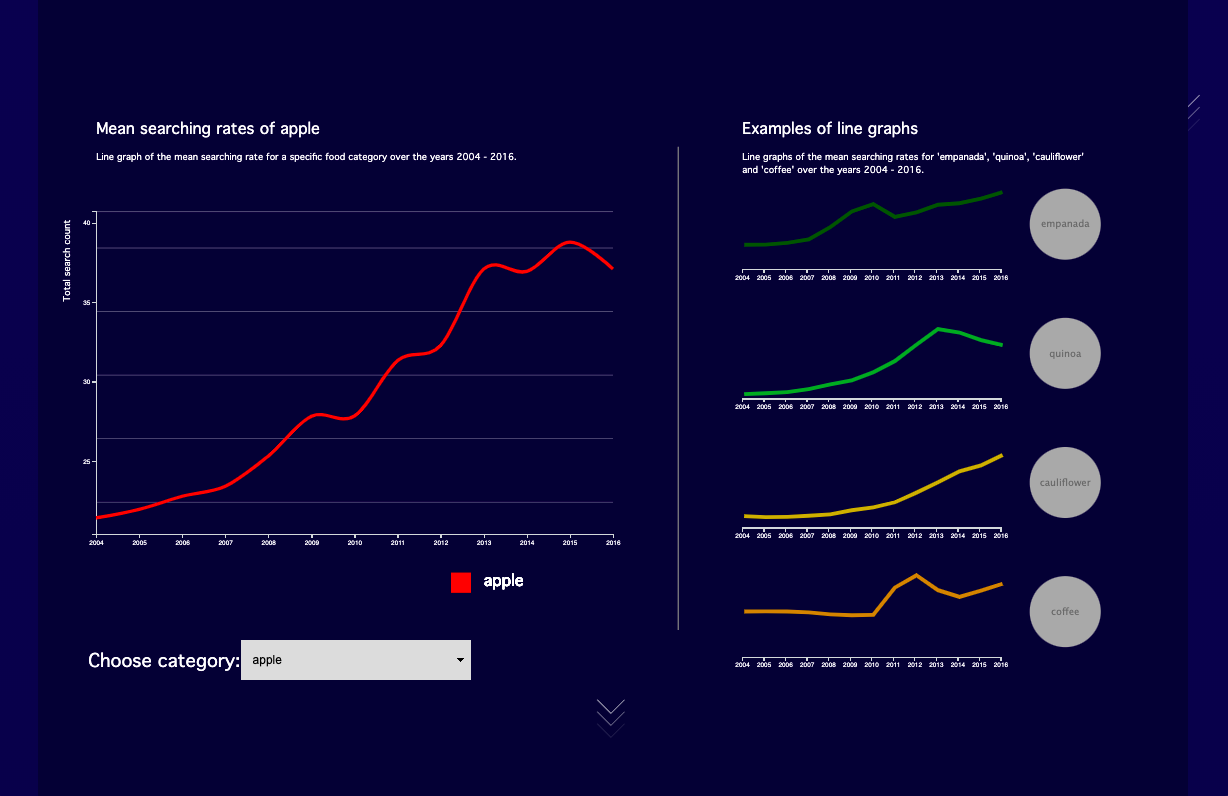 Mean searching rates of apple
Line graph of the mean searching rate for a specific food category over the years 2004 - 2016.
Total search count
40
35
30
25
2004 2005 2006 2007 2008 2009 2010 2011 2012 2013 2014 2015 2016
apple
Choose category: apple
Examples of line graphs
Line graphs of the mean searching rates for 'empanada', 'quinoa', 'cauliflower'
and 'coffee' over the years 2004 - 2016.
empanada
2004 2005 2006 2007 2008 2009 2010 2011 2012 2013 2014 2015 2016
quinoa
2004 2005 2006 2007 2008 2009 2010 2011 2012 2013 2014 2015 2016
cauliflower
2004 2005 2006 2007 2008 2009 2010 2011 2012 2013 2014 2015 2016
coffee
2004 2005 2006 2007 2008 2009 2010 2011 2012 2013 2014 2015 2016